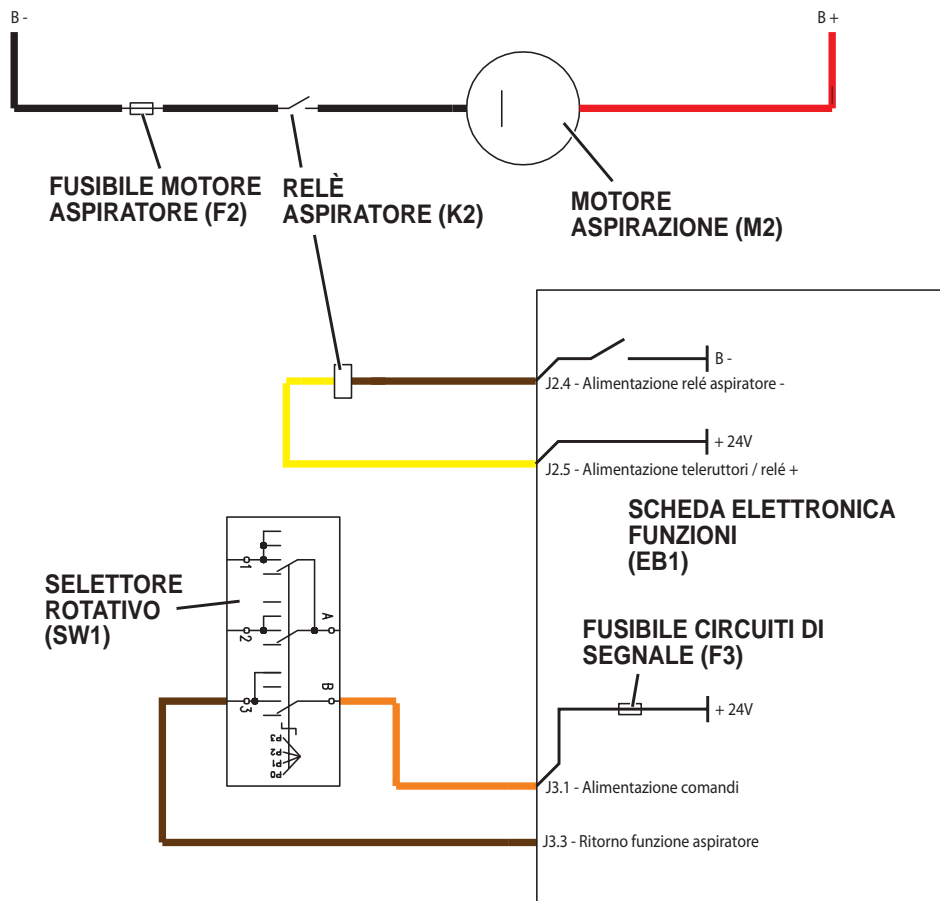 B -
B +
FUSIBILE MOTORE
ASPIRATORE (F2)
RELÈ
ASPIRATORE (K2)
MOTORE
ASPIRAZIONE (M2)
B -
J2.4 - Alimentazione relé aspiratore -
+ 24V
J2.5 - Alimentazione teleruttori / relé +
SCHEDA ELETTRONICA
FUNZIONI
(EB1)
SELETTORE
ROTATIVO
(SW1)
1
A
2
B
3
P3
P2
P1
P0
FUSIBILE CIRCUITI DI
SEGNALE (F3)
+ 24V
J3.1 - Alimentazione comandi
J3.3 - Ritorno funzione aspiratore